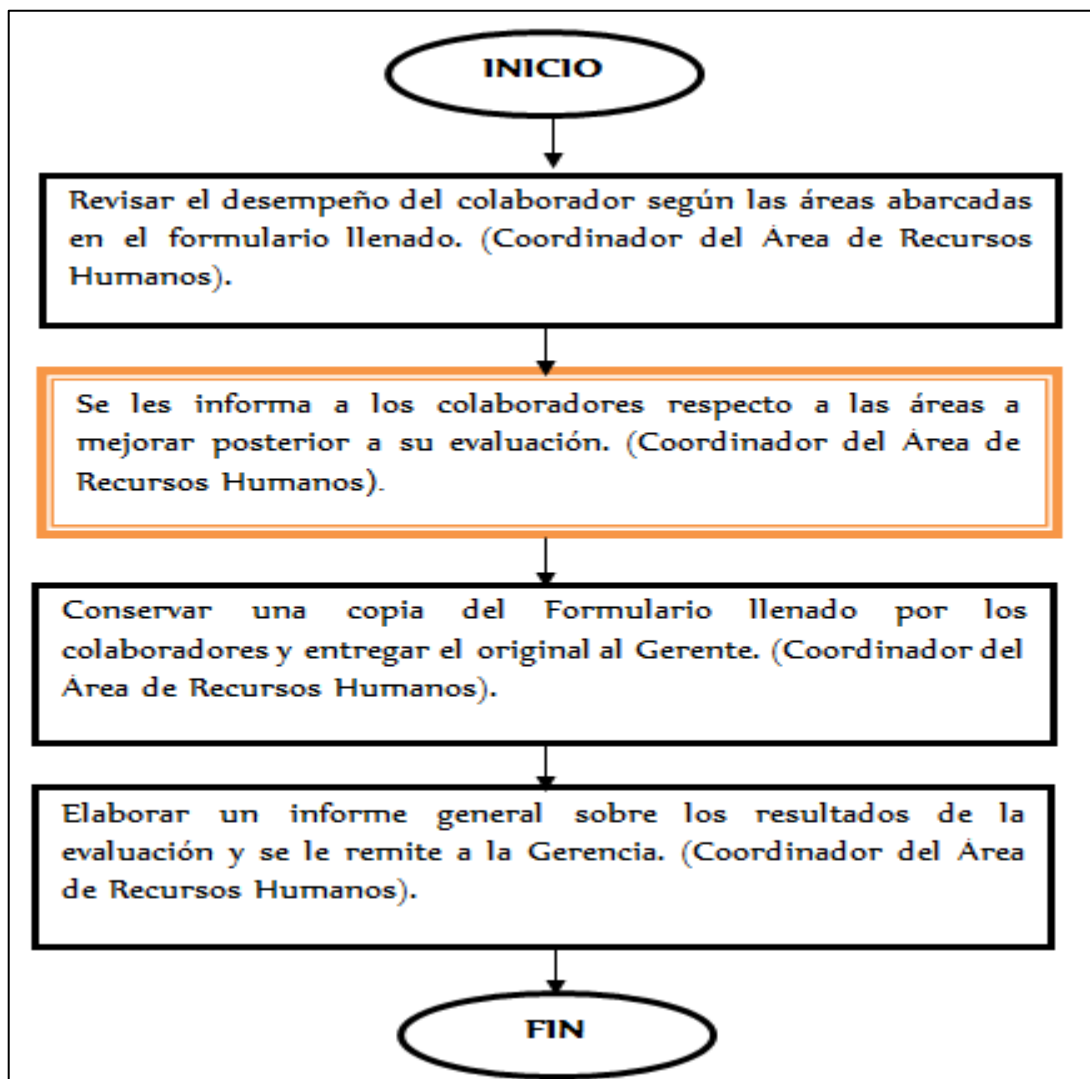 INICIO
Revisar el desempeño del colaborador según las áreas abarcadas
en el formulario llenado. (Coordinador del Área de Recursos
Humanos).
Se les informa a los colaboradores respecto a las áreas a
mejorar posterior a su evaluación. (Coordinador del Área de
Recursos Humanos).
Conservar una copia del Formulario llenado por los
colaboradores y entregar el original al Gerente. (Coordinador del
Área de Recursos Humanos).
Elaborar un informe general sobre los resultados de la
evaluación y se le remite a la Gerencia. (Coordinador del Área
de Recursos Humanos).
FIN